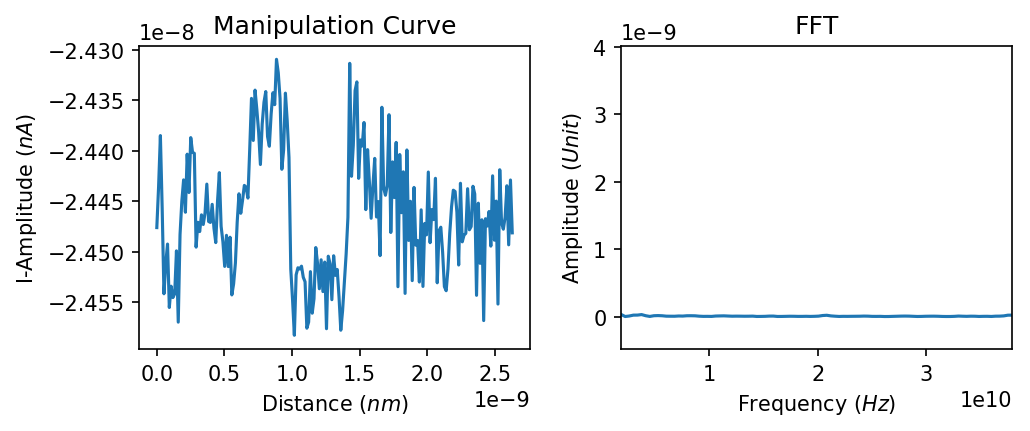 Manipulation Curve
1e−8
−2.430
−2.435
−2.440
−2.445
−2.450
−2.455
I-Amplitude (nA)
0.0 0.5 1.0 1.5 2.0 2.5
Distance (nm)
1e−9
FFT
1e−9
4
3
2
1
0
Amplitude (Unit)
1 2 3
Frequency (Hz)
1e10